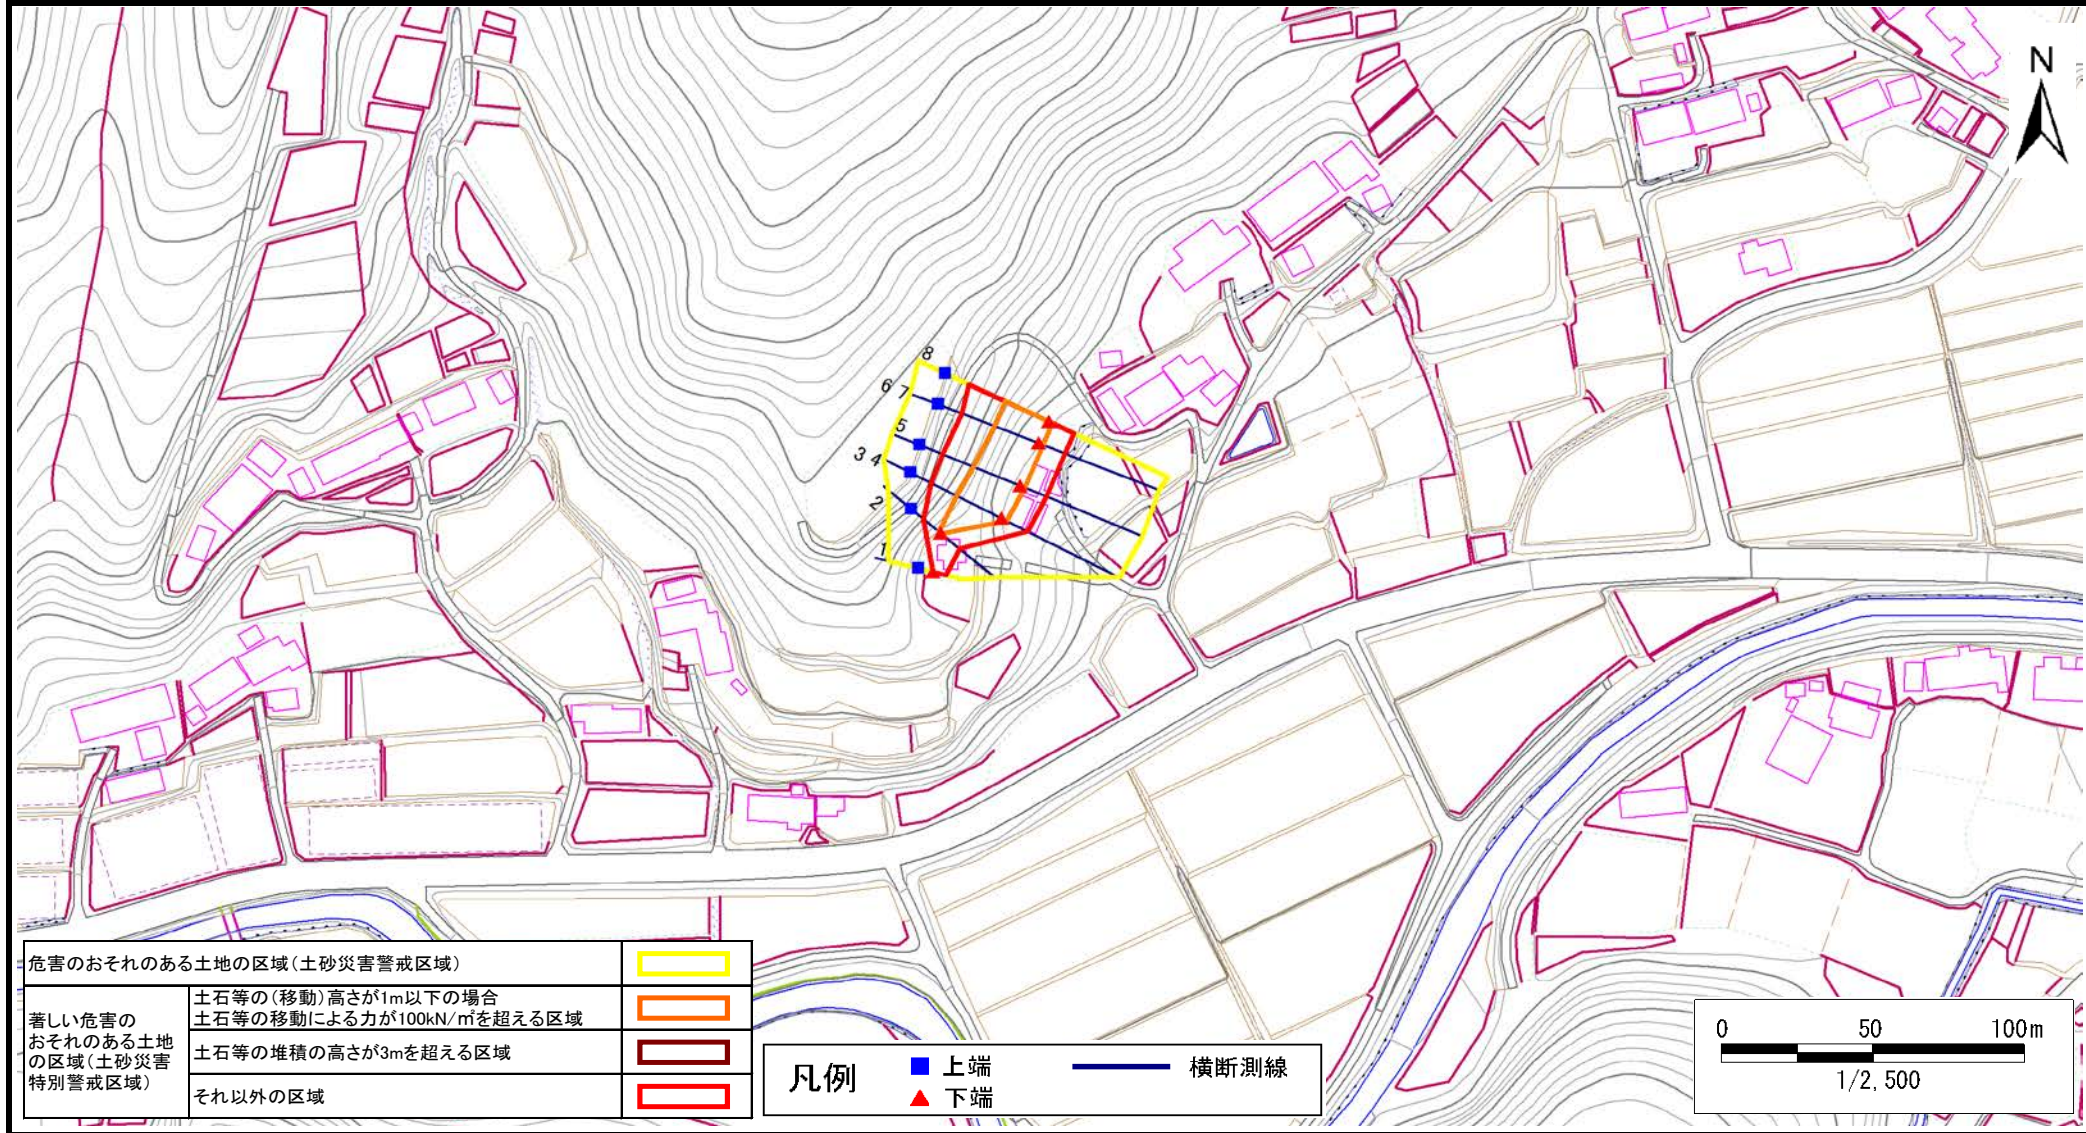 N
8
6 7
5
3 4
2
1
危害のおそれのある土地の区域(土砂災害警戒区域)
著しい危害の
おそれのある土地
の区域(土砂災害
特別警戒区域)
土石等の(移動)高さが1m以下の場合
土石等の移動による力が100kN/㎡を超える区域
土石等の堆積の高さが3mを超える区域
それ以外の区域
凡例
上端
下端
横断測線
0 50 100m
1/2,500